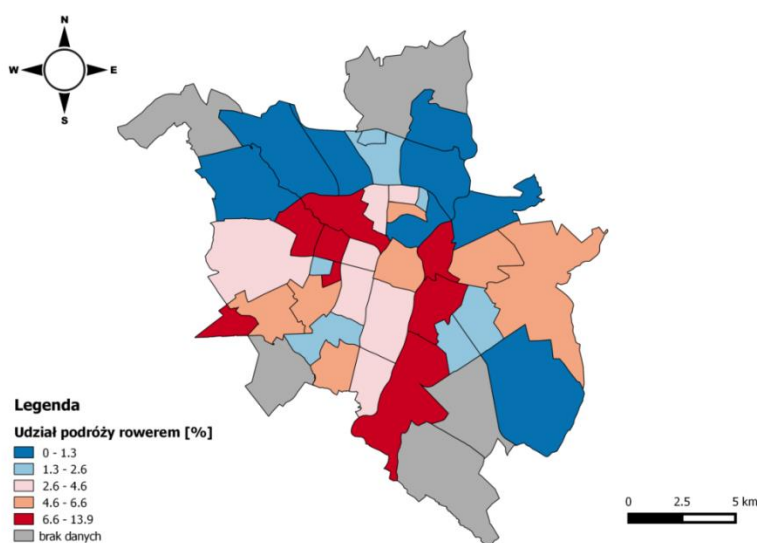 N
W E
S
Legenda
Udział podróży rowerem [%]
0 - 1.3
1.3 - 2.6
2.6 - 4.6
4.6 - 6.6
6.6 - 13.9
brak danych
0 2.5 5 km